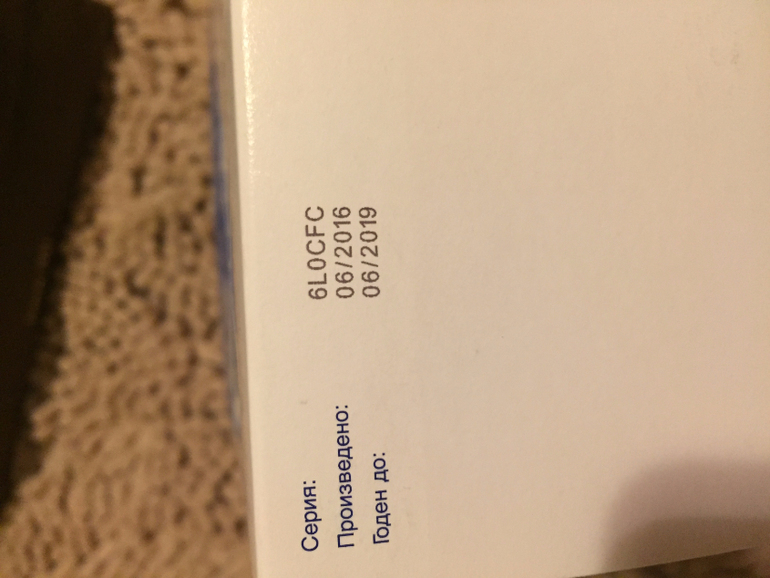 Серия: 6L0CFC
Произведено: 06/2016
Годен до: 06/2019